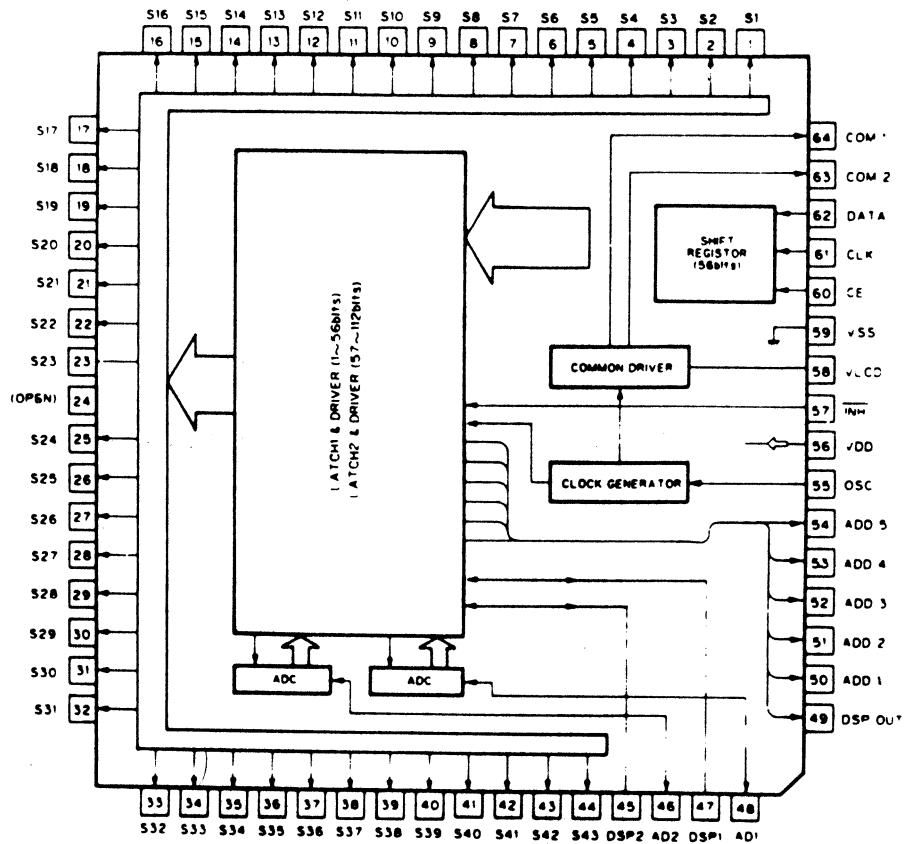 S16 S15 S14 S13 S12 S11 S10 S9 S8 S7 S6 S5 S4 S3 S2 S1
16 15 14 13 12 11 10 9 8 7 6 5 4 3 2 1
S17 17
S18 18
S19 19
S20 20
S21 21
S22 22
S23 23
(OPEN) 24
S24 25
S25 26
S26 27
S27 28
S28 29
S29 30
S30 31
S31 32
LATCH1 & DRIVER (1~56bits)
LATCH2 & DRIVER (57~112bits)
ADC
ADC
SHIFT
REGISTOR
(56bits)
COMMON DRIVER
CLOCK GENERATOR
64 COM 1
63 COM 2
62 DATA
61 CLK
60 CE
59 VSS
58 VLCD
57 INH
56 VDD
55 OSC
54 ADD 5
53 ADD 4
52 ADD 3
51 ADD 2
50 ADD 1
49 DSP OUT
33 34 35 36 37 38 39 40 41 42 43 44 45 46 47 48
S32 S33 S34 S35 S36 S37 S38 S39 S40 S41 S42 S43 DSP2 AD2 DSP1 AD1